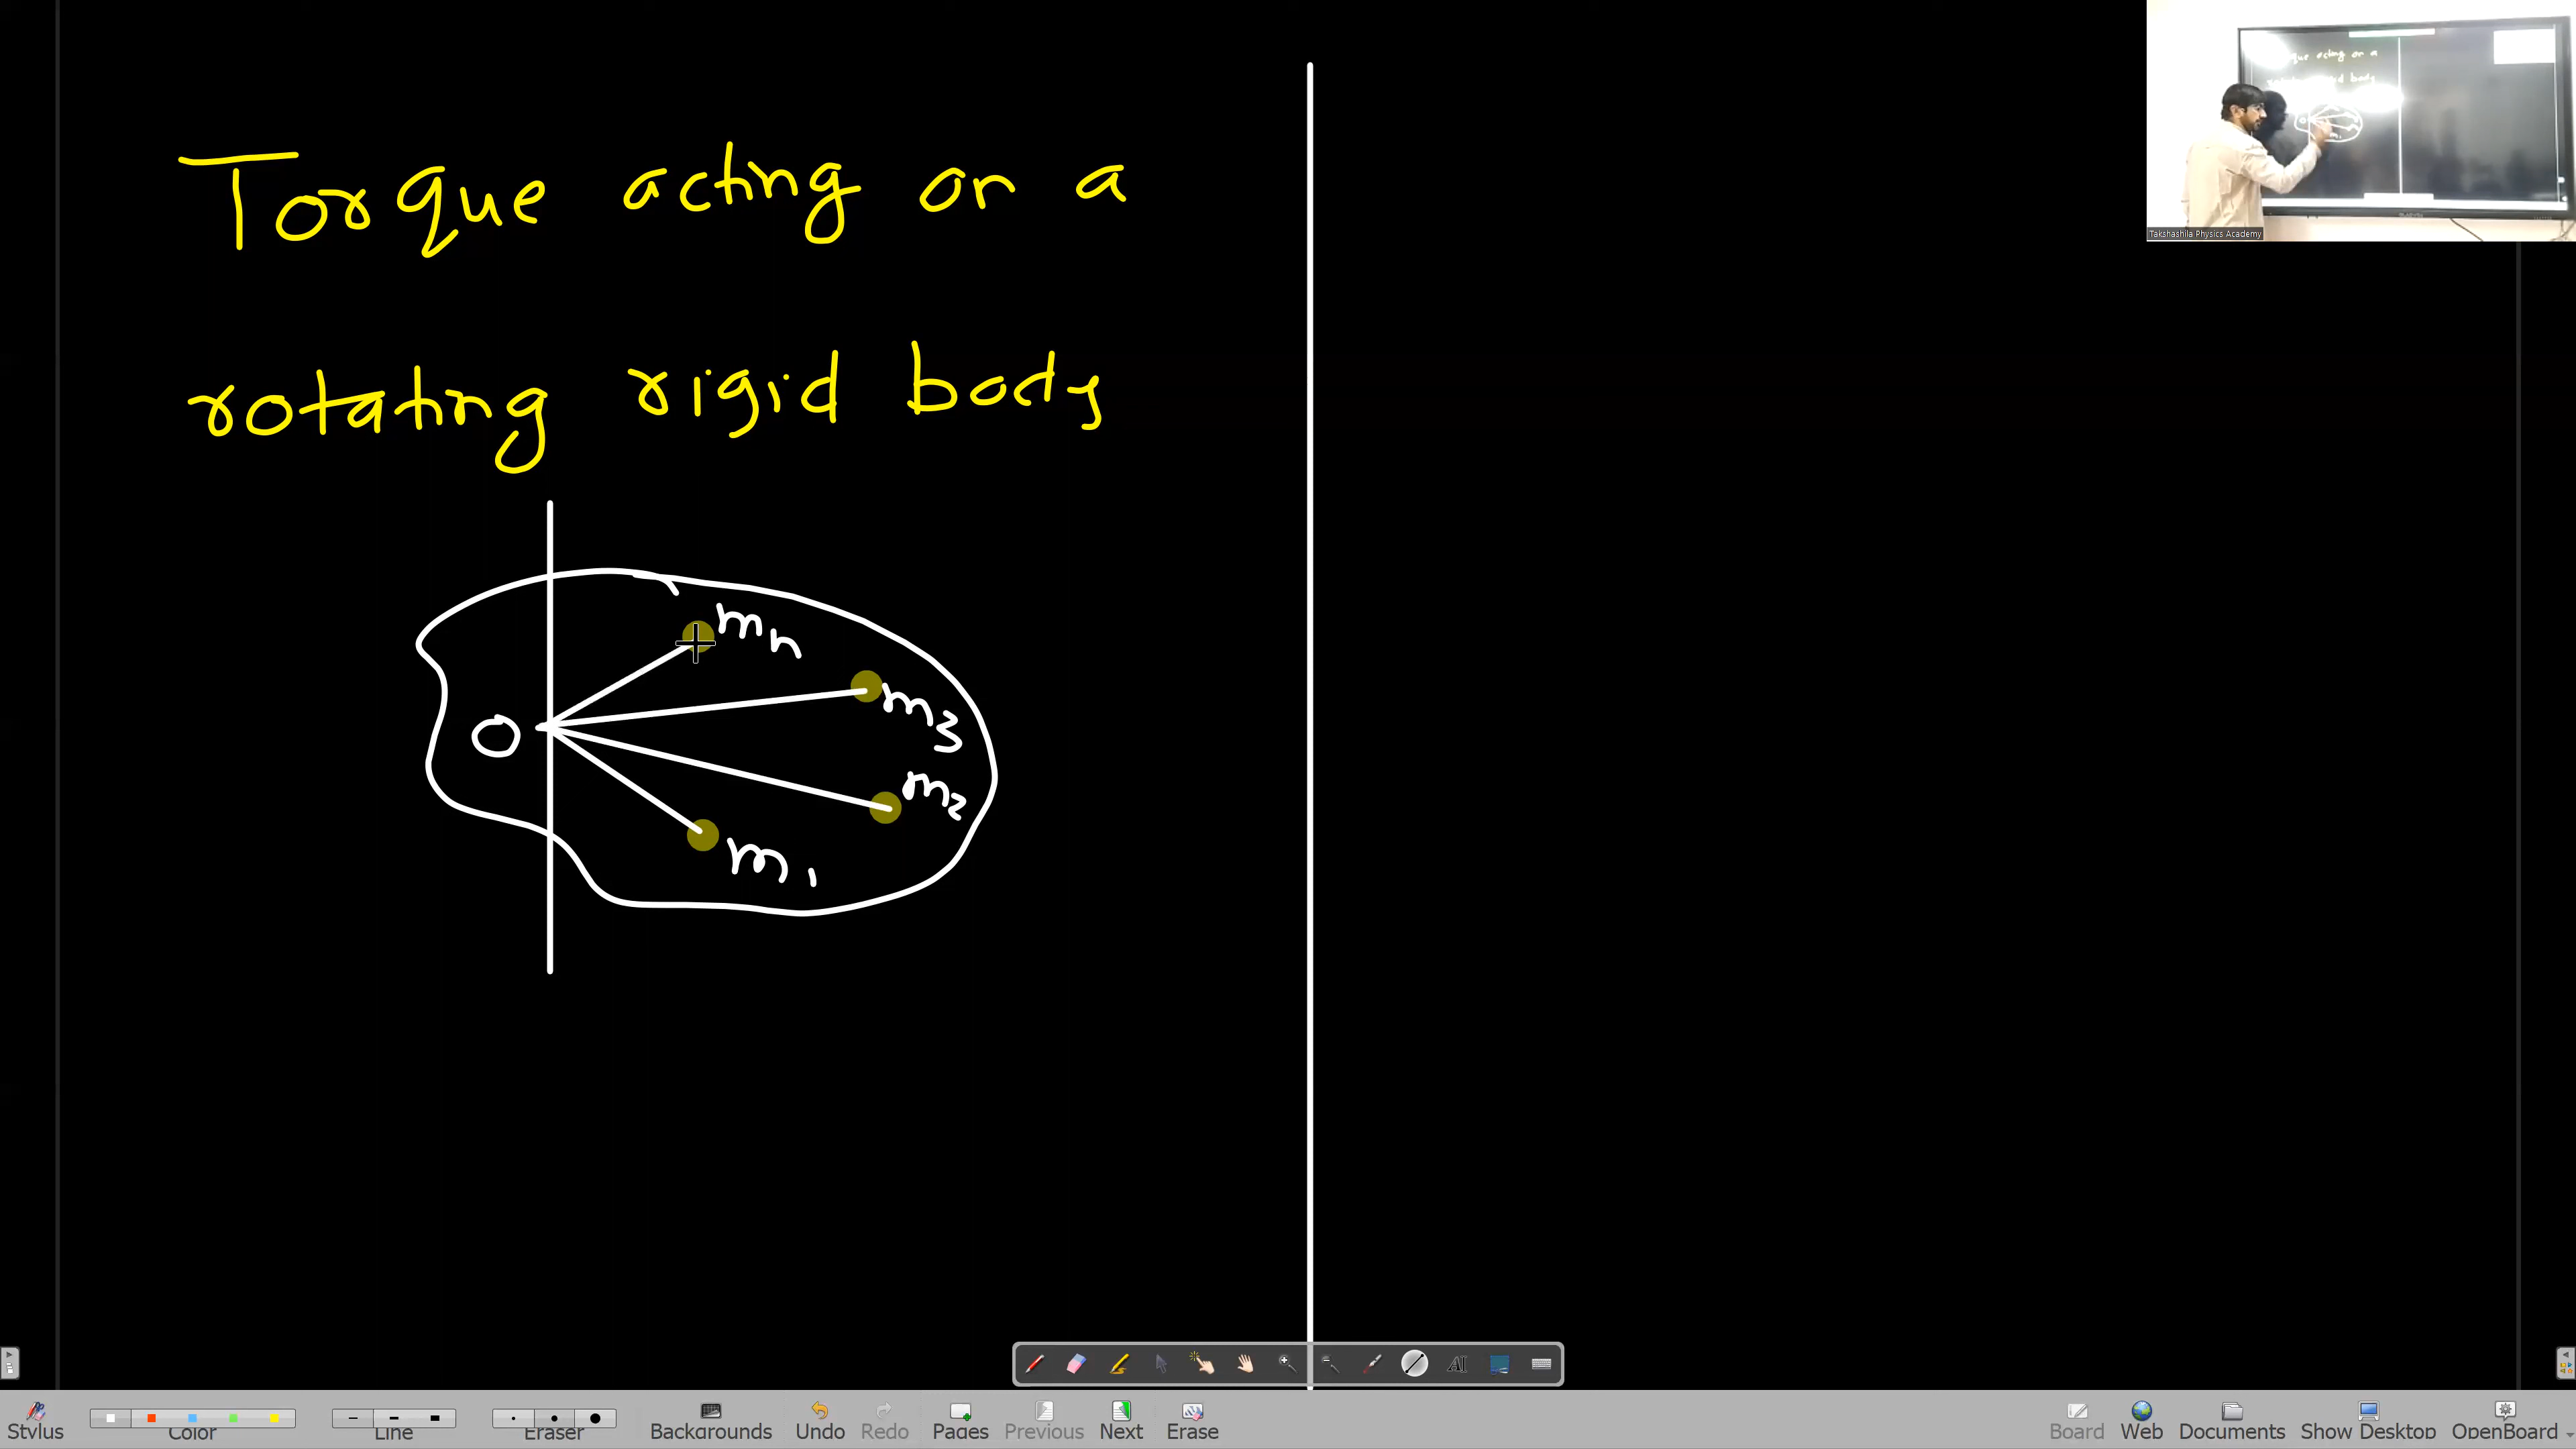 Torque acting on a
rotating rigid body
mn
m3
O
m2
m1
Takshashila Physics Academy
Stylus
Color
Line
Eraser
Backgrounds
Undo
Redo
Pages
Previous
Next
Erase
Board
Web
Documents
Show Desktop
OpenBoard